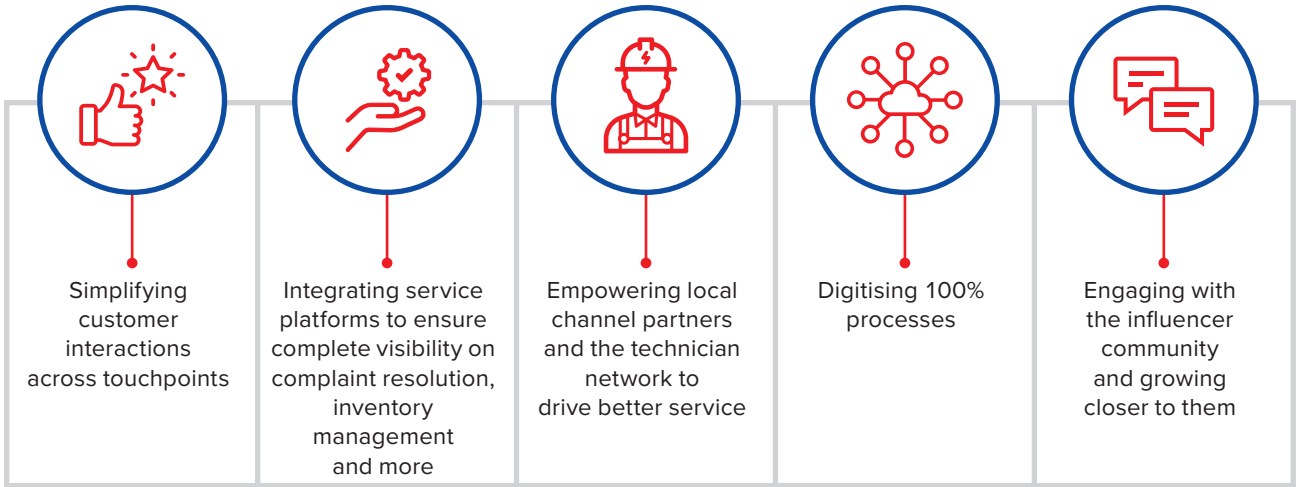 Simplifying
customer
interactions
across touchpoints
Integrating service
platforms to ensure
complete visibility on
complaint resolution,
inventory
management
and more
Empowering local
channel partners
and the technician
network to
drive better service
Digitising 100%
processes
Engaging with
the influencer
community
and growing
closer to them